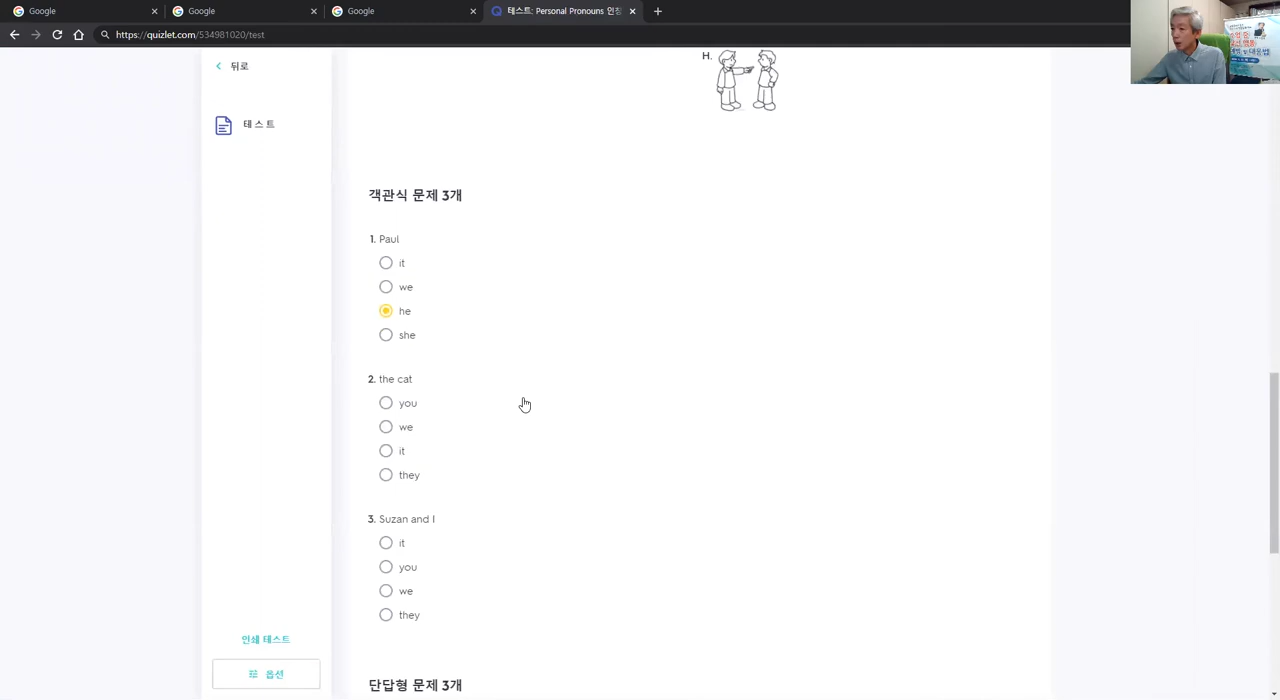 Google
Google
Google
테스트: Personal Pronouns 인칭
https://quizlet.com/534981020/test
뒤로
H.
테스트
객관식 문제 3개
1. Paul
it
we
he
she
2. the cat
you
we
it
they
3. Suzan and I
it
you
we
they
인쇄 테스트
옵션
단답형 문제 3개